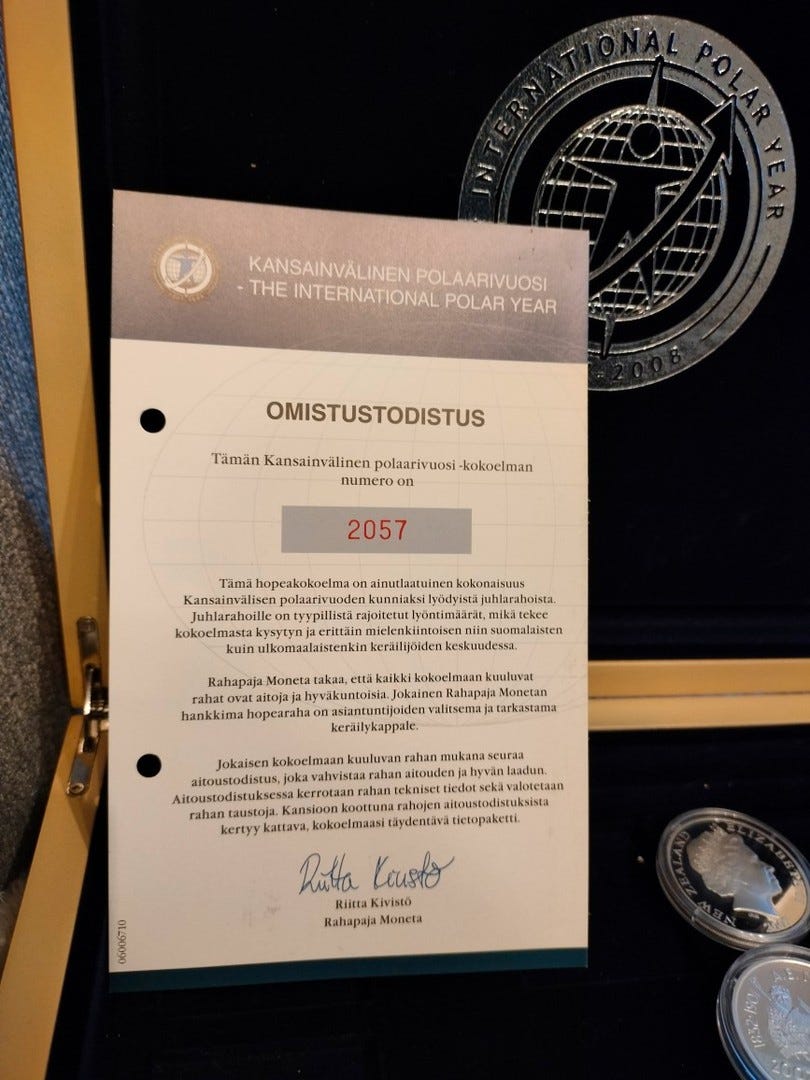 INTERNATIONAL POLAR YEAR
- 2008
KANSAINVÄLINEN POLAARIVUOSI
- THE INTERNATIONAL POLAR YEAR
OMISTUSTODISTUS
Tämän Kansainvälinen polaarivuosi -kokoelman
numero on
2057
Tämä hopeakokoelma on ainutlaatuinen kokonaisuus
Kansainvälisen polaarivuoden kunniaksi lyödyistä juhlarahoista.
Juhlarahoille on tyypillistä rajoitetut lyöntimäärät, mikä tekee
kokoelmasta kysytyn ja erittäin mielenkiintoisen niin suomalaisten
kuin ulkomaalaistenkin keräilijöiden keskuudessa.
Rahapaja Moneta takaa, että kaikki kokoelmaan kuuluvat
rahat ovat aitoja ja hyväkuntoisia. Jokainen Rahapaja Monetan
hankkima hopearaha on asiantuntijoiden valitsema ja tarkastama
keräilykappale.
Jokaisen kokoelmaan kuuluvan rahan mukana seuraa
aitoustodistus, joka vahvistaa rahan aitouden ja hyvän laadun.
Aitoustodistuksessa kerrotaan rahan tekniset tiedot sekä valotetaan
rahan taustoja. Kansioon koottuna rahojen aitoustodistuksista
kertyy kattava, kokoelmaasi täydentävä tietopaketti.
Riitta Kivistö
Riitta Kivistö
Rahapaja Moneta
06006710
NEW ZEALAND ELIZABETH